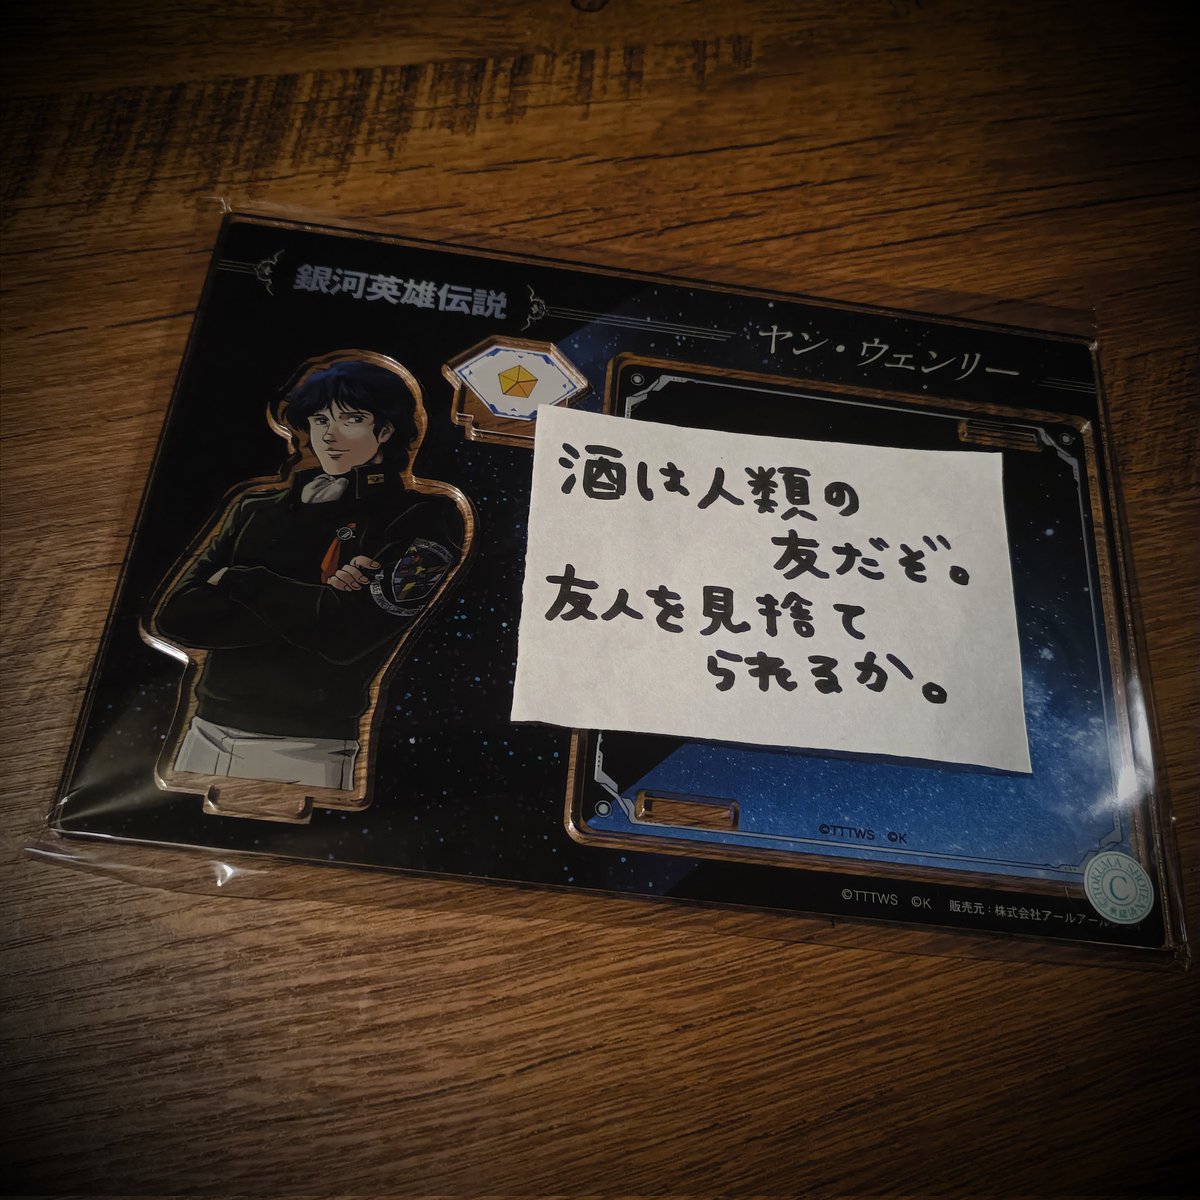 銀河英雄伝説
ヤン・ウェンリー
酒は人類の
友だぞ。
友人を見捨て
られるか。
©TTTWS ©K
©TTTWS ©K 販売元：株式会社アールアール
C